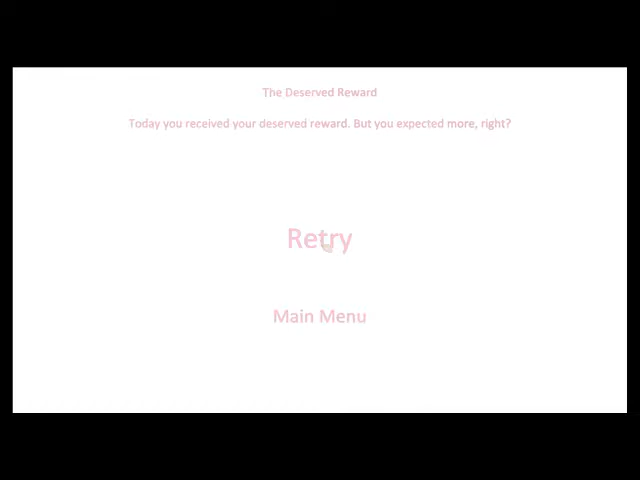 The Deserved Reward
Today you received your deserved reward. But you expected more, right?
Retry
Main Menu